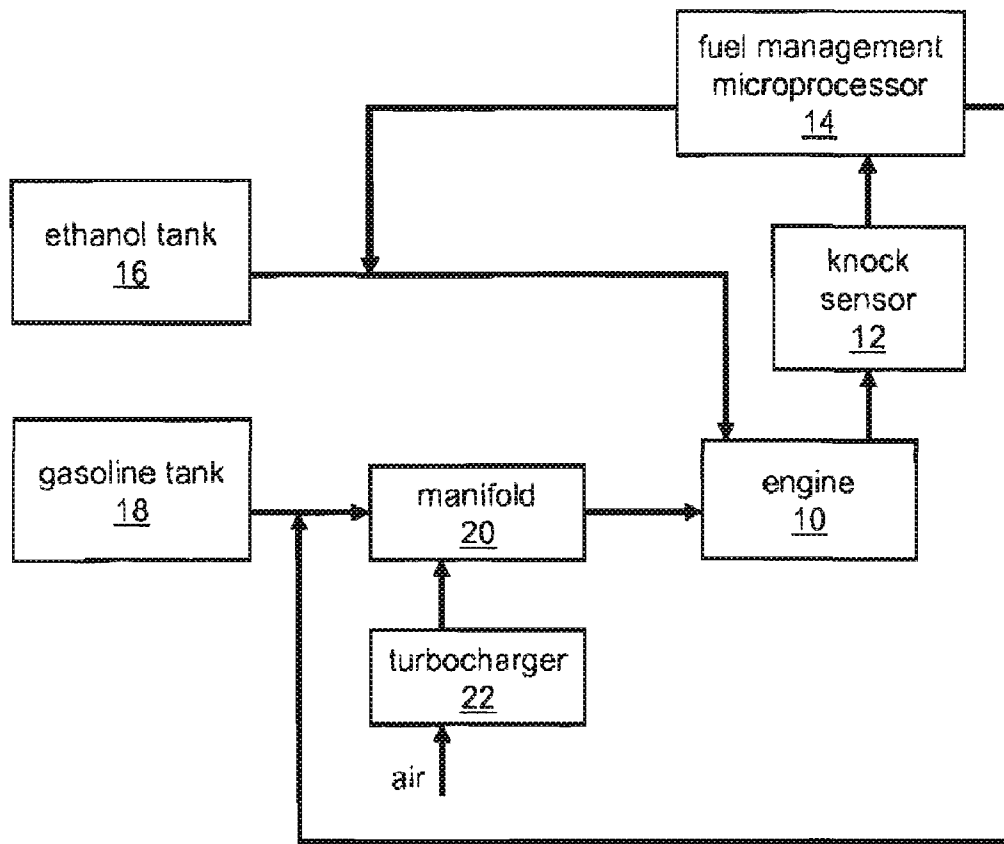 fuel management
microprocessor
14
ethanol tank
16
knock
sensor
12
gasoline tank
18
manifold
20
engine
10
turbocharger
22
air